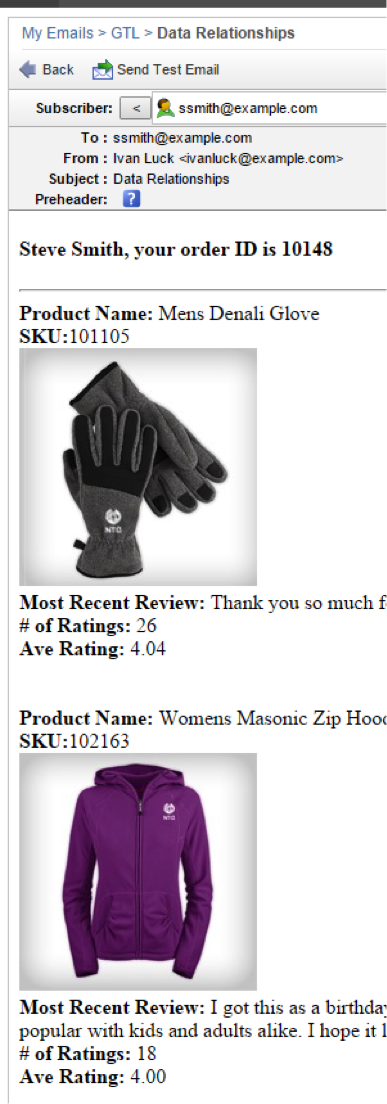 My Emails > GTL > Data Relationships
Back Send Test Email
Subscriber: < ssmith@example.com
To : ssmith@example.com
From : Ivan Luck <ivanluck@example.com>
Subject : Data Relationships
Preheader: ?
Steve Smith, your order ID is 10148
Product Name: Mens Denali Glove
SKU:101105
NTO
Most Recent Review: Thank you so much
# of Ratings: 26
Ave Rating: 4.04
Product Name: Womens Masonic Zip
SKU:102163
NTO
Most Recent Review: I got this as a
popular with kids and adults alike. I hope it
# of Ratings: 18
Ave Rating: 4.00